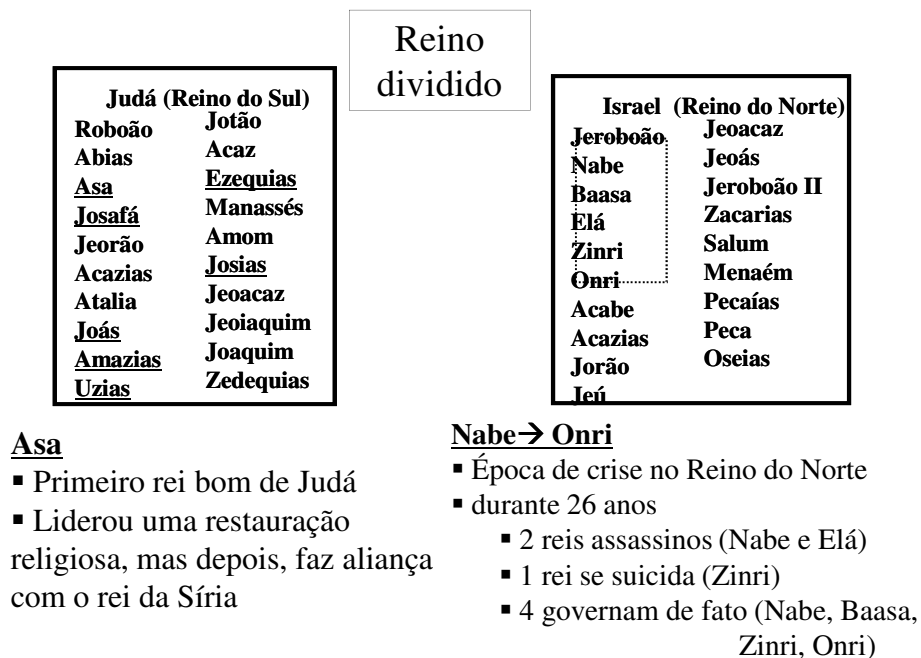 Reino
dividido
Judá (Reino do Sul)
Roboão
Abias
Asa
Josafá
Jeorão
Acazias
Atalia
Joás
Amazias
Uzias
Jotão
Acaz
Ezequias
Manassés
Amom
Josias
Jeoacaz
Jeoiaquim
Joaquim
Zedequias
Israel (Reino do Norte)
Jeroboão
Nabe
Baasa
Elá
Zinri
Onri
Acabe
Acazias
Jorão
Jeú
Jeoacaz
Jeoás
Jeroboão II
Zacarias
Salum
Menaém
Pecaías
Peca
Oseias
Asa
▪ Primeiro rei bom de Judá
▪ Liderou uma restauração
religiosa, mas depois, faz aliança
com o rei da Síria
Nabe→ Onri
▪ Época de crise no Reino do Norte
▪ durante 26 anos
▪ 2 reis assassinos (Nabe e Elá)
▪ 1 rei se suicida (Zinri)
▪ 4 governam de fato (Nabe, Baasa,
Zinri, Onri)